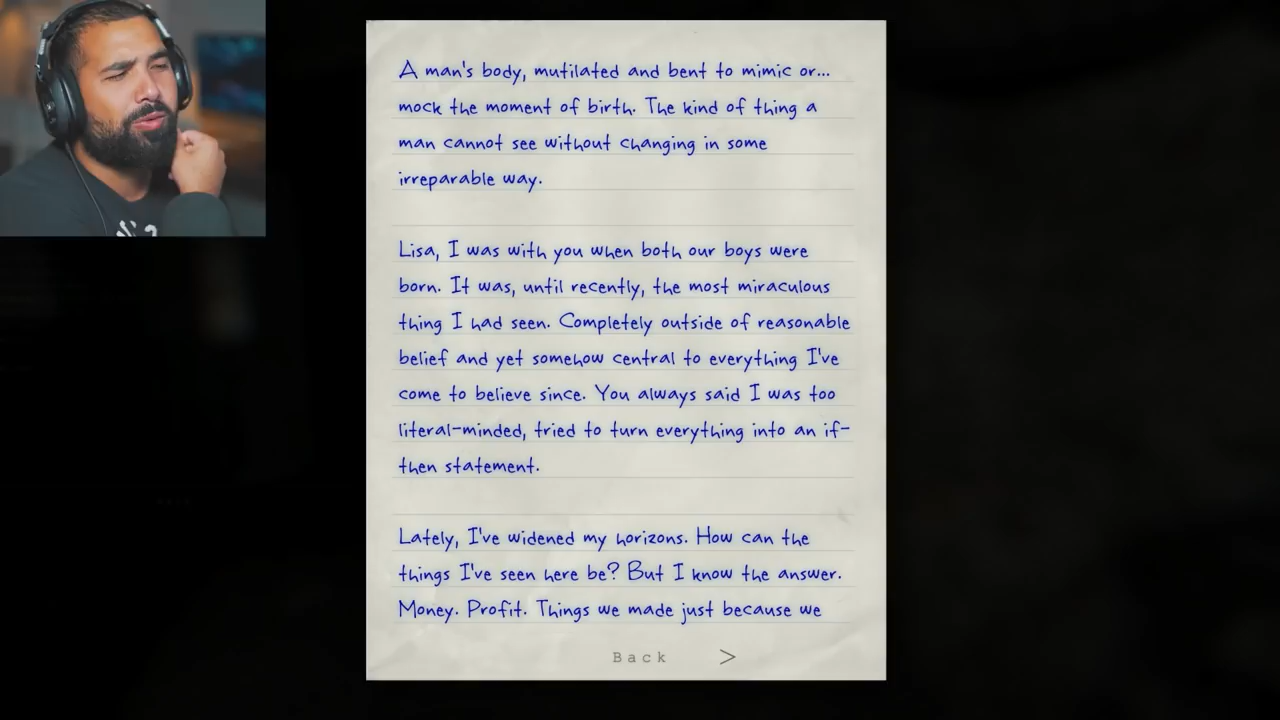 A man's body, mutilated and bent to mimic or...
mock the moment of birth. The kind of thing a
man cannot see without changing in some
irreparable way.
Lisa, I was with you when both our boys were
born. It was, until recently, the most miraculous
thing I had seen. Completely outside of reasonable
belief and yet somehow central to everything I've
come to believe since. You always said I was too
literal-minded, tried to turn everything into an if-
then statement.
Lately, I've widened my horizons. How can the
things I've seen here be? But I know the answer.
Money. Profit. Things we made just because we
Back >